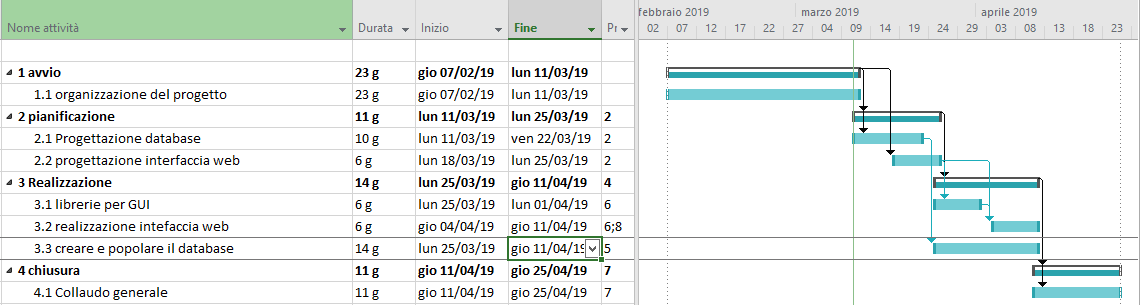 febbraio 2019 marzo 2019 aprile 2019
Nome attività Durata Inizio Fine Pr 02 07 12 17 22 27 04 09 14 19 24 29 03 08 13 18 23
1 avvio 23 g gio 07/02/19 lun 11/03/19
1.1 organizzazione del progetto 23 g gio 07/02/19 lun 11/03/19
2 pianificazione 11 g lun 11/03/19 lun 25/03/19 2
2.1 Progettazione database 10 g lun 11/03/19 ven 22/03/19 2
2.2 progettazione interfaccia web 6 g lun 18/03/19 lun 25/03/19 2
3 Realizzazione 14 g lun 25/03/19 gio 11/04/19 4
3.1 librerie per GUI 6 g lun 25/03/19 lun 01/04/19 6
3.2 realizzazione intefaccia web 6 g gio 04/04/19 gio 11/04/19 6;8
3.3 creare e popolare il database 14 g lun 25/03/19 gio 11/04/19 5
4 chiusura 11 g gio 11/04/19 gio 25/04/19 7
4.1 Collaudo generale 11 g gio 11/04/19 gio 25/04/19 7